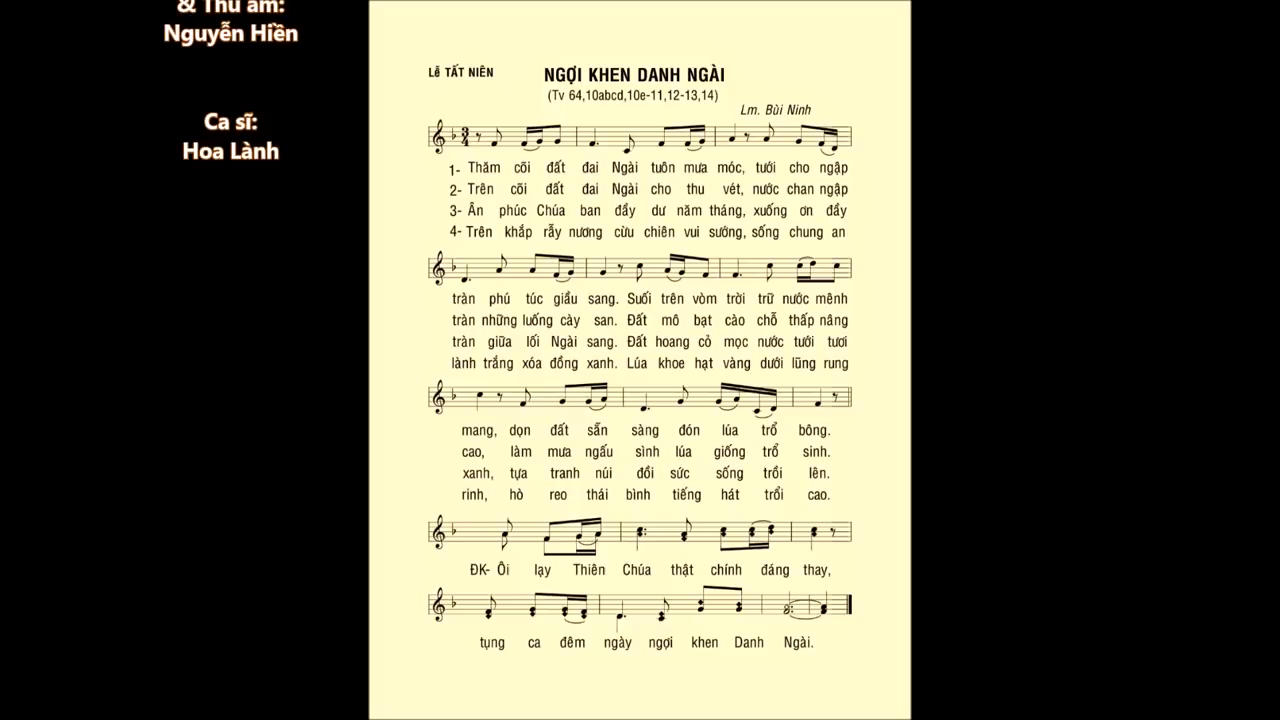 & Thu âm:
Nguyễn Hiền
Ca sĩ:
Hoa Lành
Lễ TẤT NIÊN
NGỢI KHEN DANH NGÀI
(Tv 64,10abcd,10e-11,12-13,14)
Lm. Bùi Ninh
1- Thăm cõi đất đai Ngài tuôn mưa móc, tưới cho ngập
2- Trên cõi đất đai Ngài cho thu vét, nước chan ngập
3- Ân phúc Chúa ban đầy dư năm tháng, xuống ơn đầy
4- Trên khắp rẫy nương cừu chiên vui sướng, sống chung an
tràn phú túc giầu sang. Suối trên vòm trời trữ nước mênh
tràn những luống cày san. Đất mô bạt cào chỗ thấp nâng
tràn giữa lối Ngài sang. Đất hoang cỏ mọc nước tưới tươi
lành trắng xóa đồng xanh. Lúa khoe hạt vàng dưới lũng rung
mang, dọn đất sẵn sàng đón lúa trổ bông.
cao, làm mưa ngấu sình lúa giống trổ sinh.
xanh, tựa tranh núi đồi sức sống trồi lên.
rinh, hò reo thái bình tiếng hát trổi cao.
ĐK- Ôi lạy Thiên Chúa thật chính đáng thay,
tụng ca đêm ngày ngợi khen Danh Ngài.